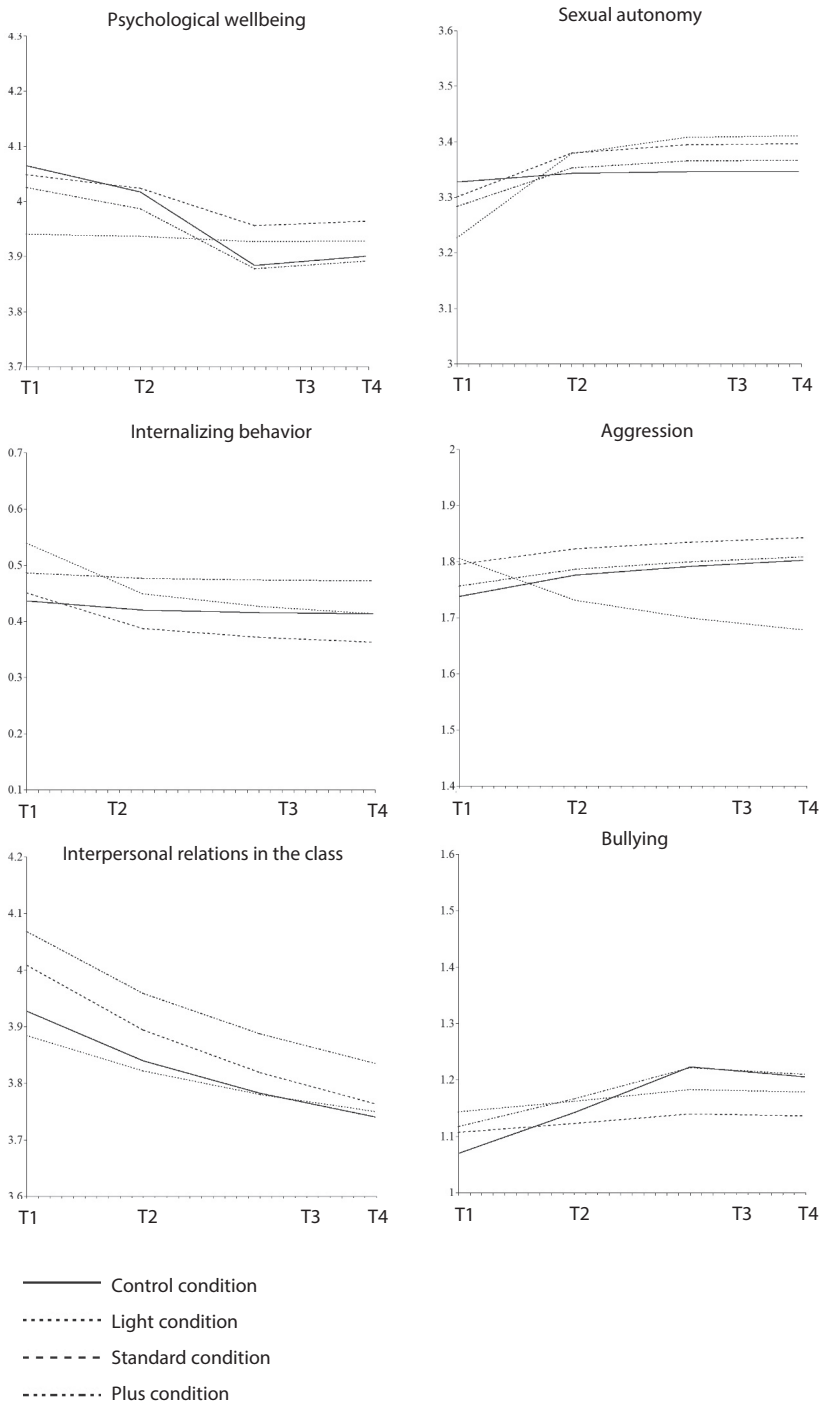 Psychological wellbeing
4.3
4.2
4.1
4
3.9
3.8
3.7
T1 T2 T3 T4
Sexual autonomy
3.6
3.5
3.4
3.3
3.2
3.1
3
T1 T2 T3 T4
Internalizing behavior
0.7
0.6
0.5
0.4
0.3
0.2
0.1
T1 T2 T3 T4
Aggression
2
1.9
1.8
1.7
1.6
1.5
1.4
T1 T2 T3 T4
Interpersonal relations in the class
4.2
4.1
4
3.9
3.8
3.7
3.6
T1 T2 T3 T4
Bullying
1.6
1.5
1.4
1.3
1.2
1.1
1
T1 T2 T3 T4
Control condition
Light condition
Standard condition
Plus condition